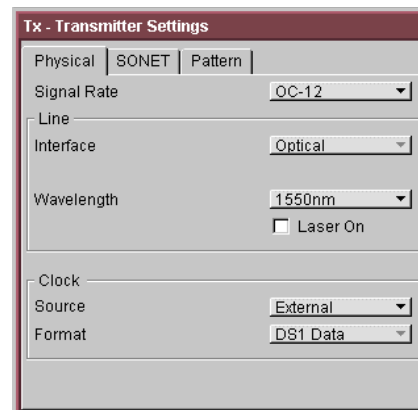 Tx - Transmitter Settings
Physical SONET Pattern
Signal Rate OC-12
Line
Interface Optical
Wavelength 1550nm
Laser On
Clock
Source External
Format DS1 Data